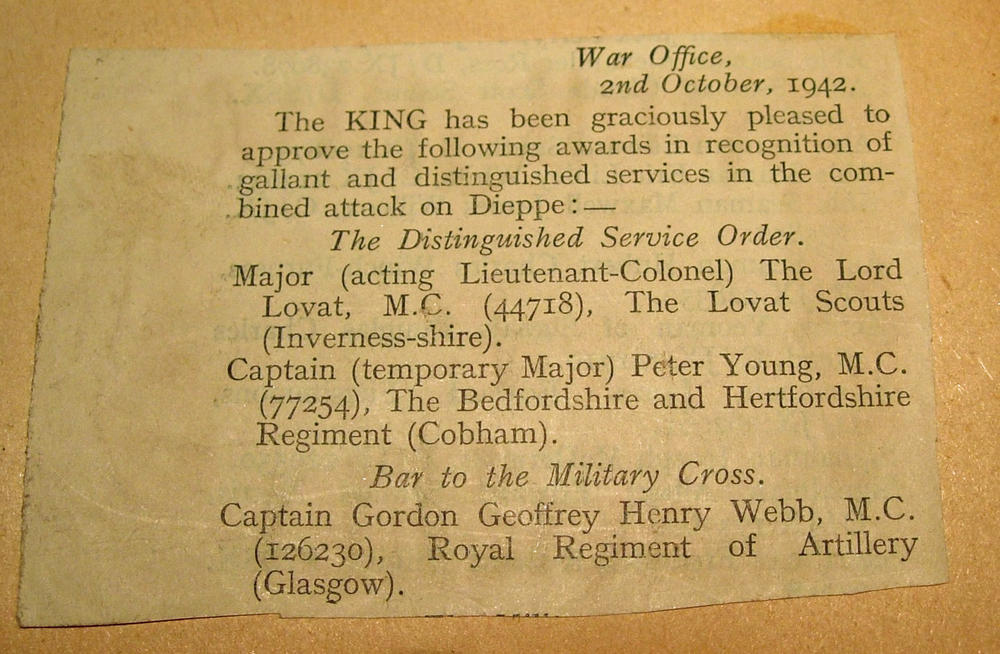 War Office,
2nd October, 1942.
The KING has been graciously pleased to
approve the following awards in recognition of
gallant and distinguished services in the com-
bined attack on Dieppe:—
The Distinguished Service Order.
Major (acting Lieutenant-Colonel) The Lord
Lovat, M.C. (44718), The Lovat Scouts
(Inverness-shire).
Captain (temporary Major) Peter Young, M.C.
(77254), The Bedfordshire and Hertfordshire
Regiment (Cobham).
Bar to the Military Cross.
Captain Gordon Geoffrey Henry Webb, M.C.
(126230), Royal Regiment of Artillery
(Glasgow).